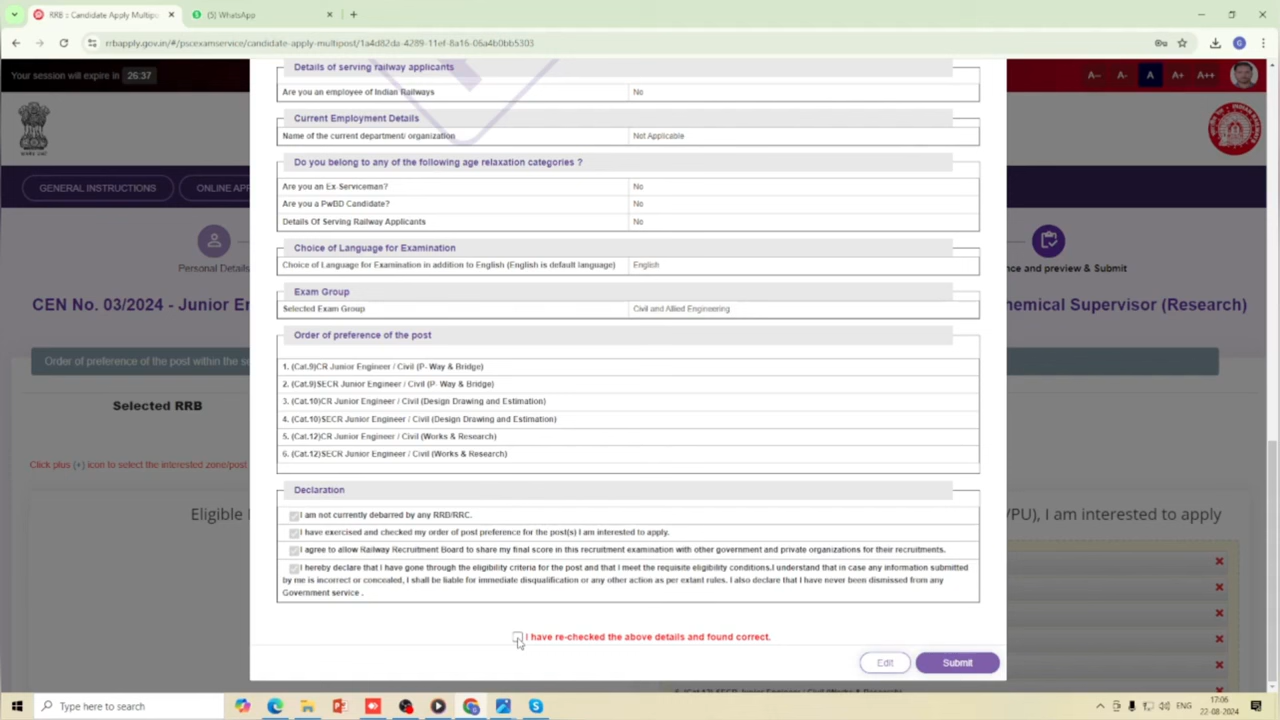 RRB : Candidate Apply Multipo
(5) WhatsApp
rrbapply.gov.in/#/pscexamservice/candidate-apply-multipost/1a4d82da-4289-11ef-8a16-06a4b0bb5303
Your session will expire in 26:37
A-- A- A A+ A++
GENERAL INSTRUCTIONS
ONLINE APP
Personal Details
nce and preview & Submit
CEN No. 03/2024 - Junior En
hemical Supervisor (Research)
Order of preference of the post within the se
Selected RRB
Click plus (+) icon to select the interested zone/post
Eligible
/PU), I am interested to apply
Details of serving railway applicants
Are you an employee of Indian Railways No
Current Employment Details
Name of the current department/ organization Not Applicable
Do you belong to any of the following age relaxation categories ?
Are you an Ex-Serviceman? No
Are you a PwBD Candidate? No
Details Of Serving Railway Applicants No
Choice of Language for Examination
Choice of Language for Examination in addition to English (English is default language) English
Exam Group
Selected Exam Group Civil and Allied Engineering
Order of preference of the post
1. (Cat.9)CR Junior Engineer / Civil (P- Way & Bridge)
2. (Cat.9)SECR Junior Engineer / Civil (P- Way & Bridge)
3. (Cat.10)CR Junior Engineer / Civil (Design Drawing and Estimation)
4. (Cat.10)SECR Junior Engineer / Civil (Design Drawing and Estimation)
5. (Cat.12)CR Junior Engineer / Civil (Works & Research)
6. (Cat.12)SECR Junior Engineer / Civil (Works & Research)
Declaration
I am not currently debarred by any RRB/RRC.
I have exercised and checked my order of post preference for the post(s) I am interested to apply.
I agree to allow Railway Recruitment Board to share my final score in this recruitment examination with other government and private organizations for their recruitments.
I hereby declare that I have gone through the eligibility criteria for the post and that I meet the requisite eligibility conditions.I understand that in case any information submitted
by me is incorrect or concealed, I shall be liable for immediate disqualification or any other action as per extant rules. I also declare that I have never been dismissed from any
Government service .
I have re-checked the above details and found correct.
Edit
Submit
Type here to search
17:06
22-08-2024